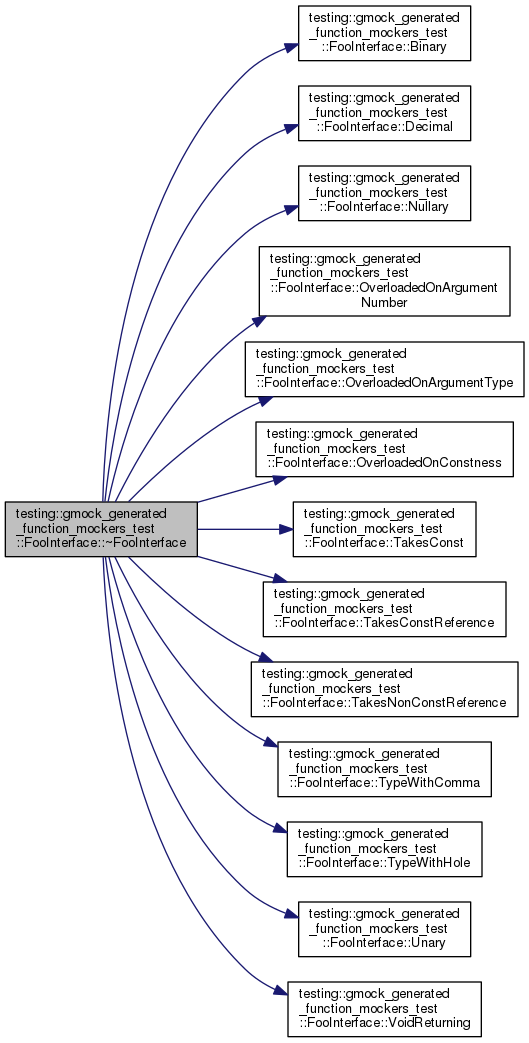 testing::gmock_generated
_function_mockers_test
::FooInterface::~FooInterface
testing::gmock_generated
_function_mockers_test
::FooInterface::Binary
testing::gmock_generated
_function_mockers_test
::FooInterface::Decimal
testing::gmock_generated
_function_mockers_test
::FooInterface::Nullary
testing::gmock_generated
_function_mockers_test
::FooInterface::OverloadedOnArgument
Number
testing::gmock_generated
_function_mockers_test
::FooInterface::OverloadedOnArgumentType
testing::gmock_generated
_function_mockers_test
::FooInterface::OverloadedOnConstness
testing::gmock_generated
_function_mockers_test
::FooInterface::TakesConst
testing::gmock_generated
_function_mockers_test
::FooInterface::TakesConstReference
testing::gmock_generated
_function_mockers_test
::FooInterface::TakesNonConstReference
testing::gmock_generated
_function_mockers_test
::FooInterface::TypeWithComma
testing::gmock_generated
_function_mockers_test
::FooInterface::TypeWithHole
testing::gmock_generated
_function_mockers_test
::FooInterface::Unary
testing::gmock_generated
_function_mockers_test
::FooInterface::VoidReturning